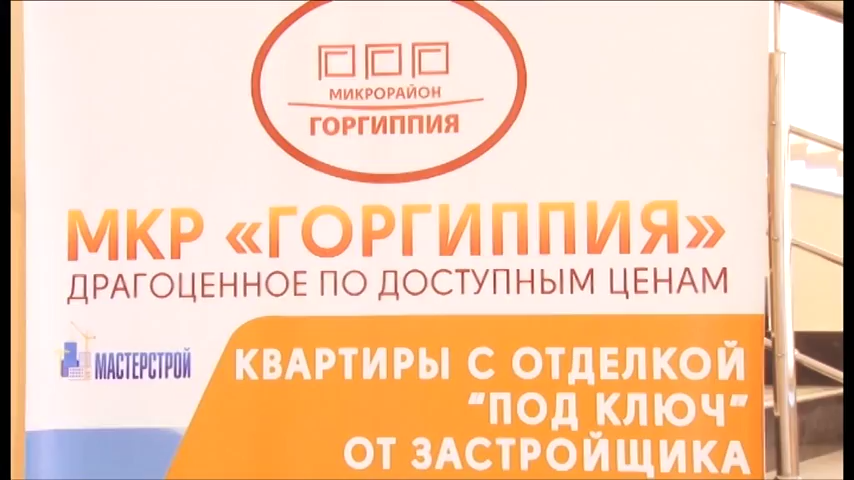 МИКРОРАЙОН
ГОРГИППИЯ
МКР «ГОРГИППИЯ»
ДРАГОЦЕННОЕ ПО ДОСТУПНЫМ ЦЕНАМ
МАСТЕРСТРОЙ
КВАРТИРЫ С ОТДЕЛКОЙ
“ПОД КЛЮЧ”
ОТ ЗАСТРОЙЩИКА